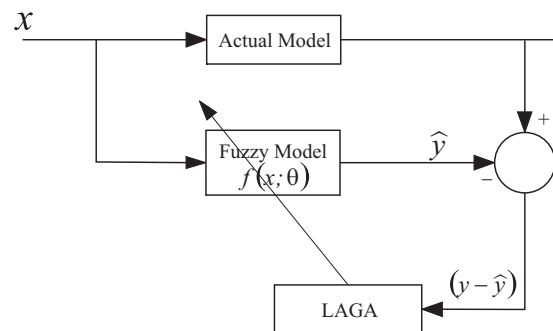 x
Actual Model
+
Fuzzy Model
f(x;θ)
ŷ
−
(y − ŷ)
LAGA